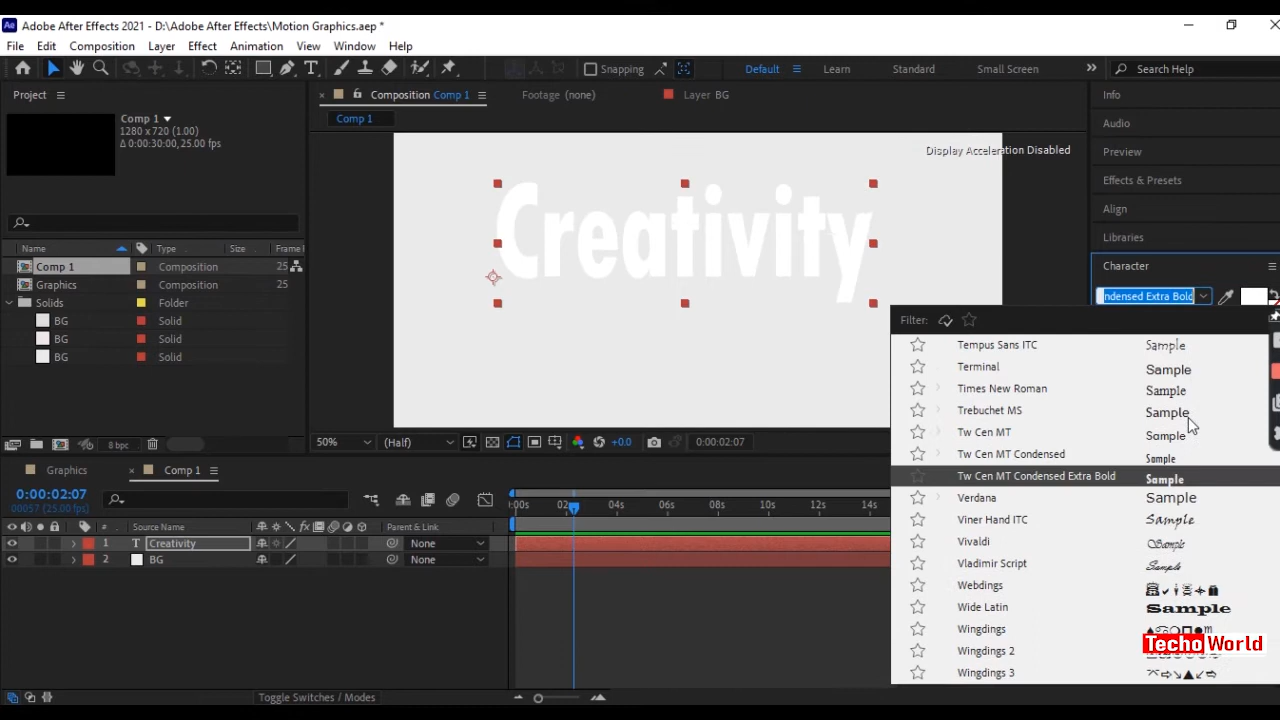 Adobe After Effects 2021 - D:\Adobe After Effects\Motion Graphics.aep *
File Edit Composition Layer Effect Animation View Window Help
Snapping Default Learn Standard Small Screen Search Help
Project
Composition Comp 1 Footage (none) Layer BG
Info
Comp 1
1280 x 720 (1.00)
Δ 0:00:30:00, 25.00 fps
Comp 1
Audio
Display Acceleration Disabled
Preview
Effects & Presets
Align
Libraries
Character
Creativity
Name Type Size Frame I
Comp 1 Composition 25
Graphics Composition 25
Solids Folder
BG Solid
BG Solid
BG Solid
ndensed Extra Bold
Filter:
Tempus Sans ITC Sample
Terminal Sample
Times New Roman Sample
Trebuchet MS Sample
Tw Cen MT Sample
Tw Cen MT Condensed Sample
Tw Cen MT Condensed Extra Bold Sample
Verdana Sample
Viner Hand ITC Sample
Vivaldi Sample
Vladimir Script Sample
Webdings
Wide Latin Sample
Wingdings
Wingdings 2
Wingdings 3
8 bpc
50% (Half) +0.0 0:00:02:07
Graphics Comp 1
0:00:02:07
00057 (25.00 fps)
:00s 02s 04s 06s 08s 10s 12s 14s
# Source Name Parent & Link
1 T Creativity None
2 BG None
Toggle Switches / Modes
Techo World